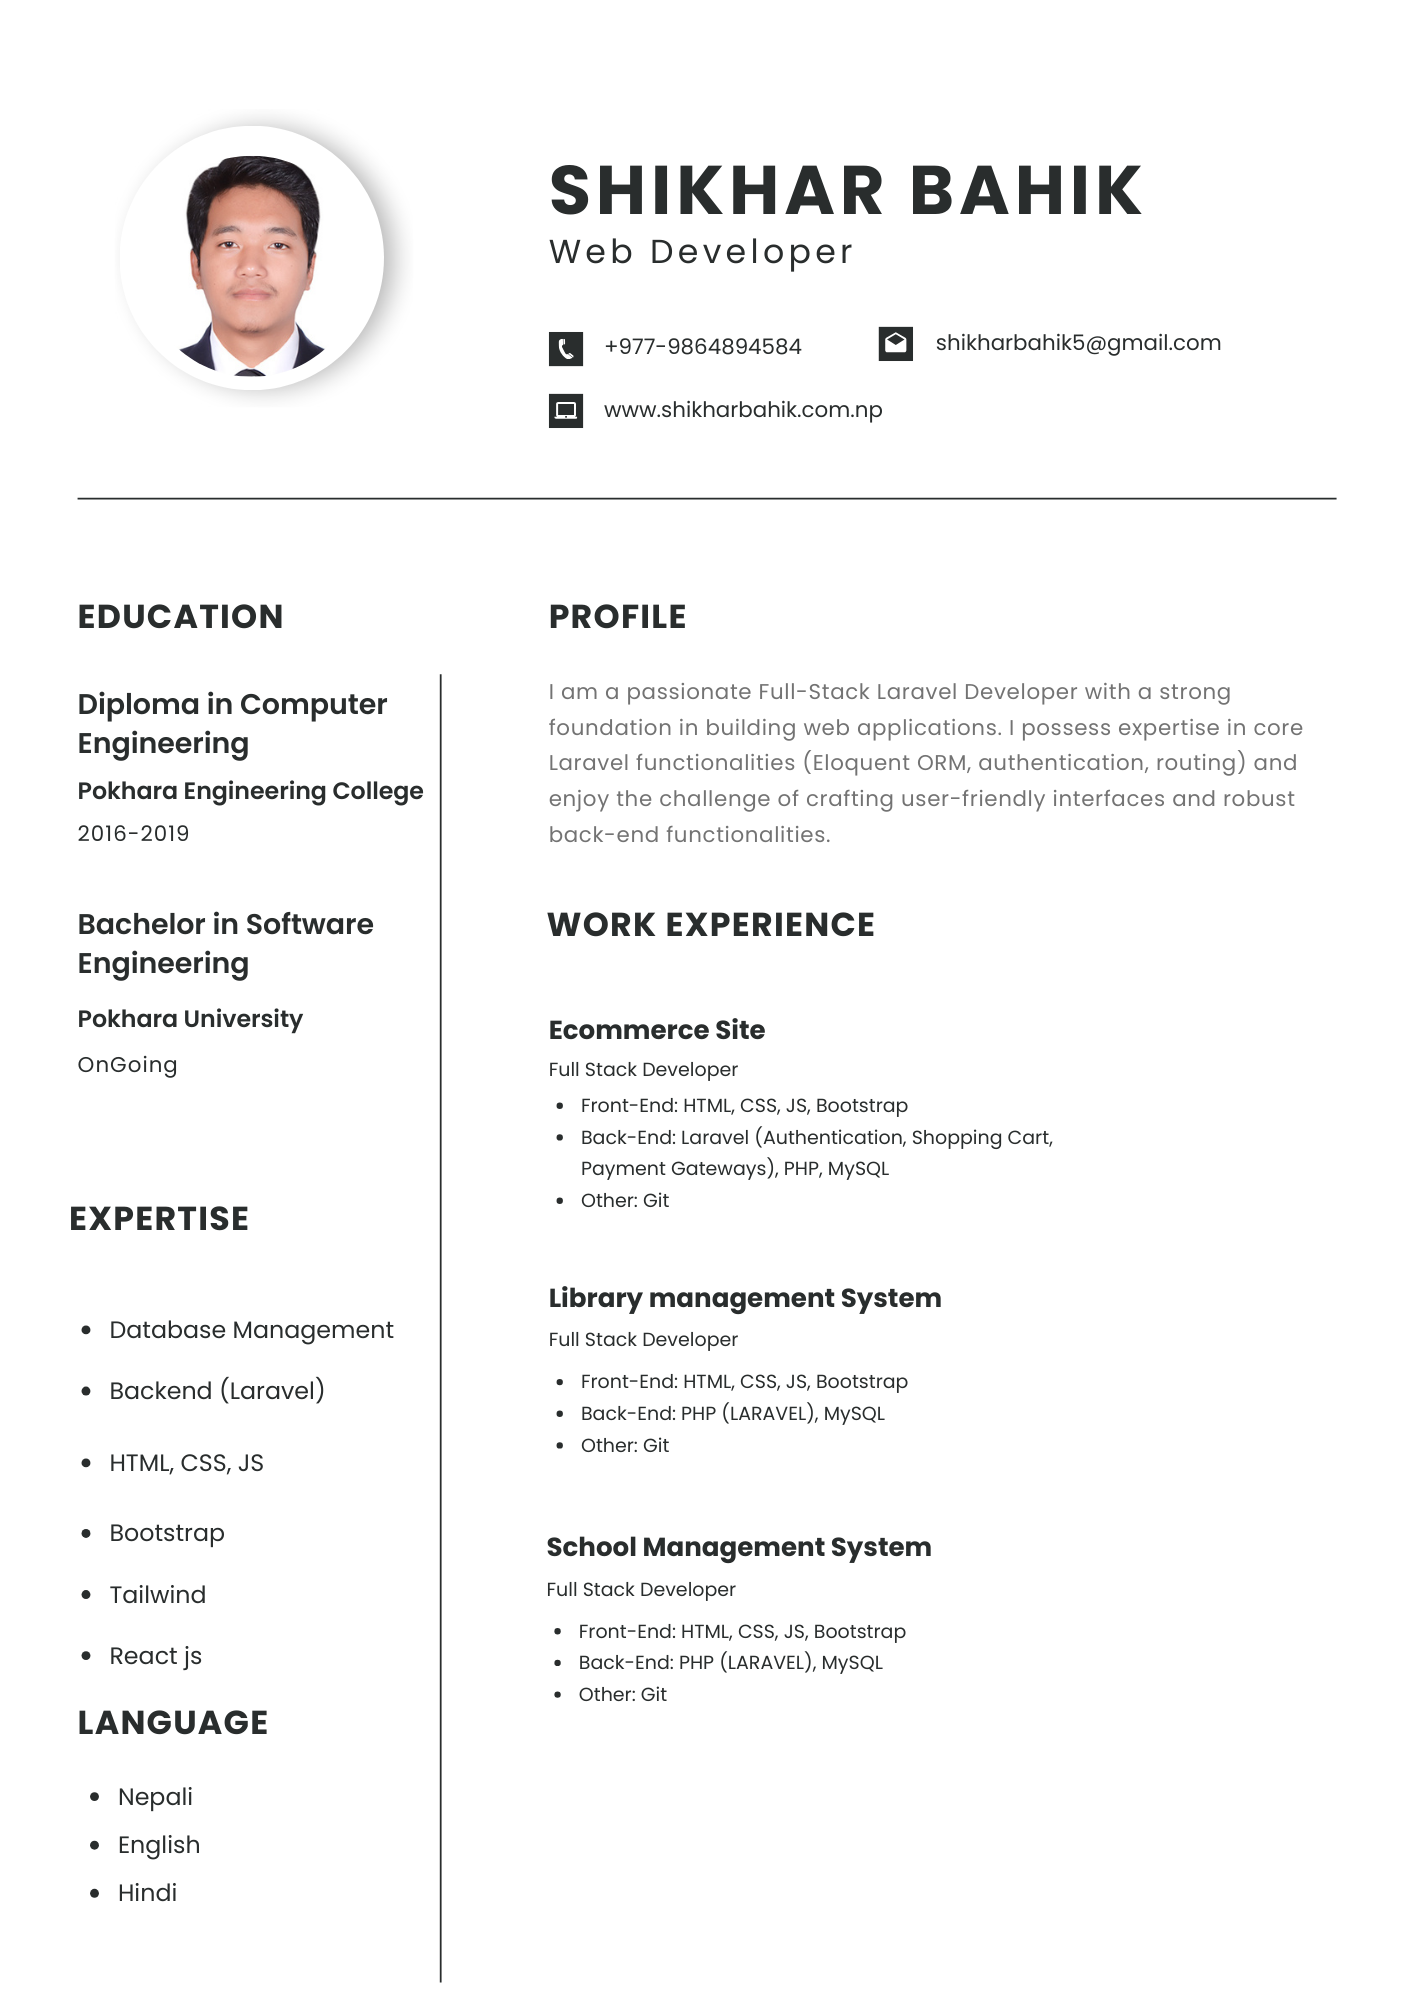 SHIKHAR BAHIK
Web Developer
+977-9864894584
shikharbahik5@gmail.com
www.shikharbahik.com.np
EDUCATION
Diploma in Computer
Engineering
Pokhara Engineering College
2016-2019
Bachelor in Software
Engineering
Pokhara University
OnGoing
EXPERTISE
• Database Management
• Backend (Laravel)
• HTML, CSS, JS
• Bootstrap
• Tailwind
• React js
LANGUAGE
• Nepali
• English
• Hindi
PROFILE
I am a passionate Full-Stack Laravel Developer with a strong
foundation in building web applications. I possess expertise in core
Laravel functionalities (Eloquent ORM, authentication, routing) and
enjoy the challenge of crafting user-friendly interfaces and robust
back-end functionalities.
WORK EXPERIENCE
Ecommerce Site
Full Stack Developer
• Front-End: HTML, CSS, JS, Bootstrap
• Back-End: Laravel (Authentication, Shopping Cart,
Payment Gateways), PHP, MySQL
• Other: Git
Library management System
Full Stack Developer
• Front-End: HTML, CSS, JS, Bootstrap
• Back-End: PHP (LARAVEL), MySQL
• Other: Git
School Management System
Full Stack Developer
• Front-End: HTML, CSS, JS, Bootstrap
• Back-End: PHP (LARAVEL), MySQL
• Other: Git